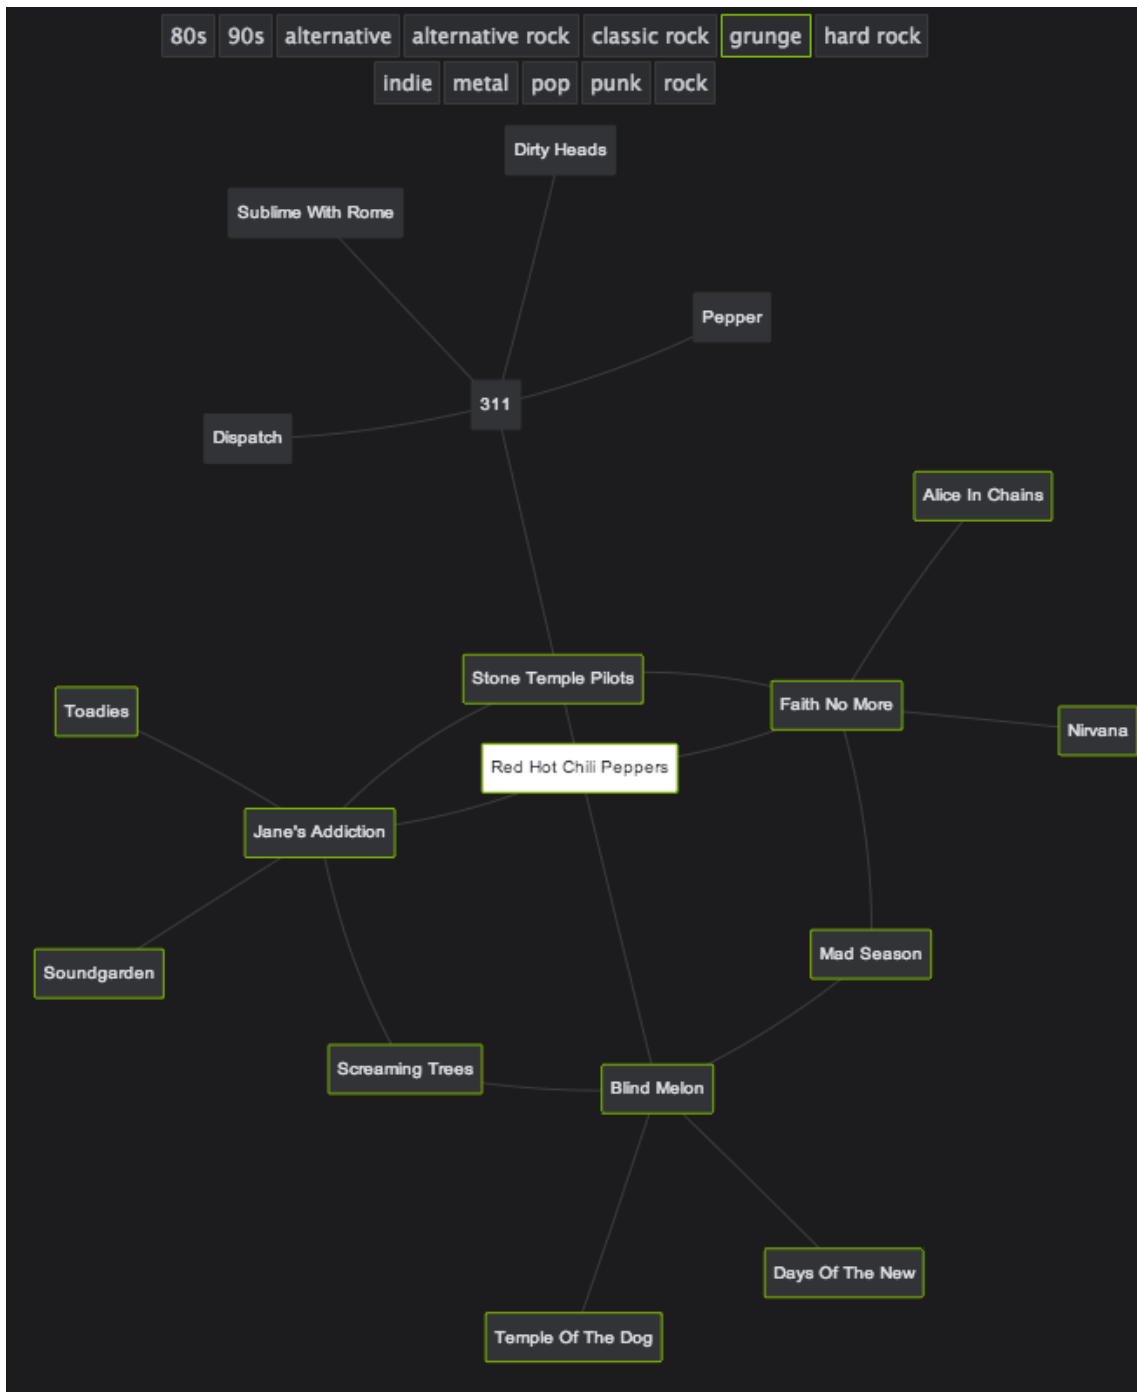 80s 90s alternative alternative rock classic rock grunge hard rock
indie metal pop punk rock
Dirty Heads
Sublime With Rome
Pepper
311
Dispatch
Alice In Chains
Stone Temple Pilots
Faith No More
Toadies
Nirvana
Red Hot Chili Peppers
Jane's Addiction
Mad Season
Soundgarden
Screaming Trees
Blind Melon
Days Of The New
Temple Of The Dog